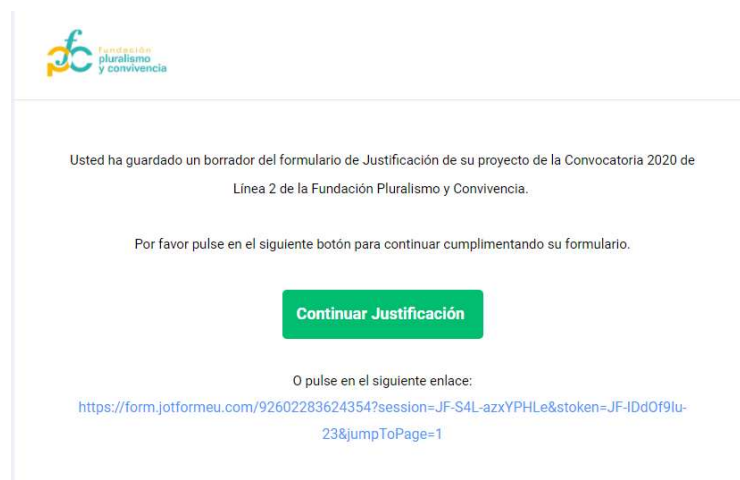 fundación
pluralismo
y convivencia
Usted ha guardado un borrador del formulario de Justificación de su proyecto de la Convocatoria 2020 de
Línea 2 de la Fundación Pluralismo y Convivencia.
Por favor pulse en el siguiente botón para continuar cumplimentando su formulario.
Continuar Justificación
O pulse en el siguiente enlace:
https://form.jotformeu.com/92602283624354?session=JF-S4L-azxYPHLe&stoken=JF-IDdOf9Iu-
23&jumpToPage=1